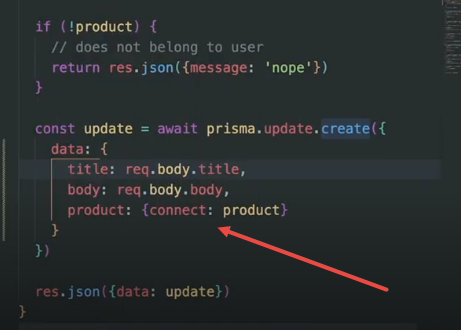 if (!product) {
// does not belong to user
return res.json({message: 'nope'})
}
const update = await prisma.update.create({
data: {
title: req.body.title,
body: req.body.body,
product: {connect: product}
}
})
res.json({data: update})
}